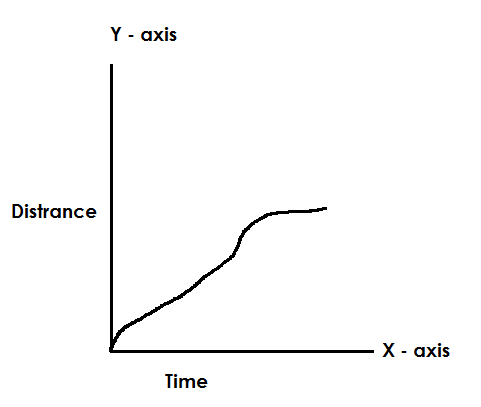 Y - axis
Distrance
X - axis
Time